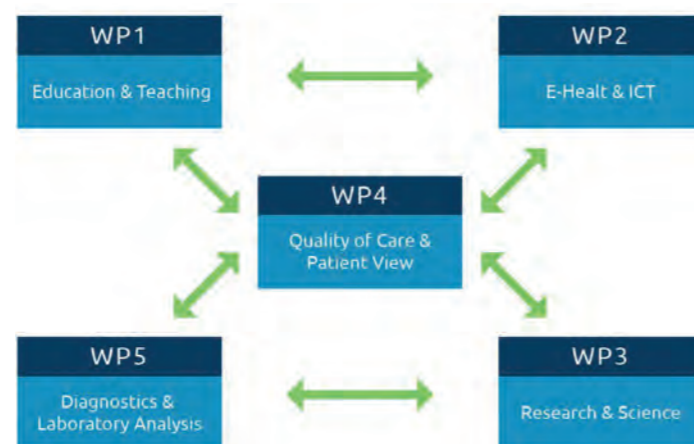 WP1
Education & Teaching
WP2
E-Healt & ICT
WP4
Quality of Care &
Patient View
WP5
Diagnostics &
Laboratory Analysis
WP3
Research & Science